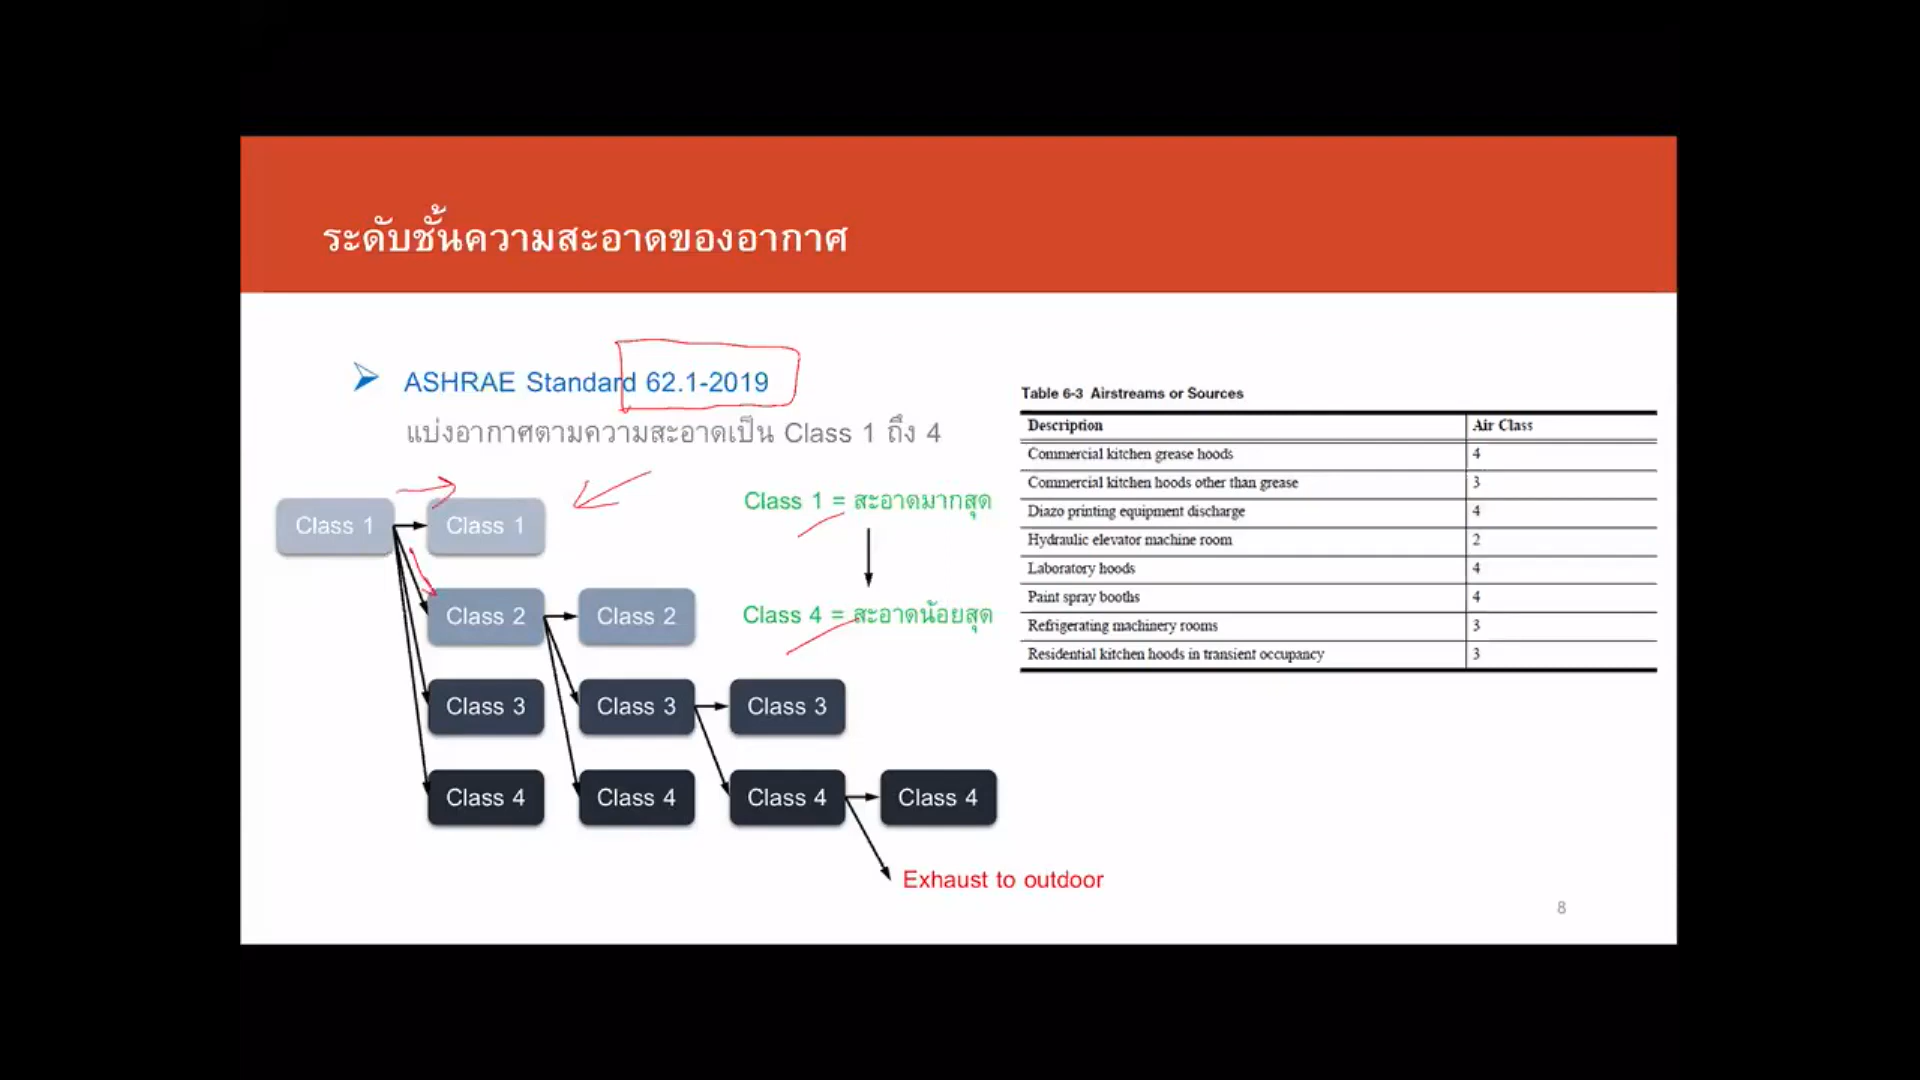 ระดับชั้นความสะอาดของอากาศ
ASHRAE Standard 62.1-2019
แบ่งอากาศตามความสะอาดเป็น Class 1 ถึง 4
Class 1
Class 1
Class 2
Class 2
Class 3
Class 3
Class 3
Class 4
Class 4
Class 4
Class 4
Exhaust to outdoor
Class 1 = สะอาดมากสุด
Class 4 = สะอาดน้อยสุด
Table 6-3 Airstreams or Sources
Description Air Class
Commercial kitchen grease hoods 4
Commercial kitchen hoods other than grease 3
Diazo printing equipment discharge 4
Hydraulic elevator machine room 2
Laboratory hoods 4
Paint spray booths 4
Refrigerating machinery rooms 3
Residential kitchen hoods in transient occupancy 3
8